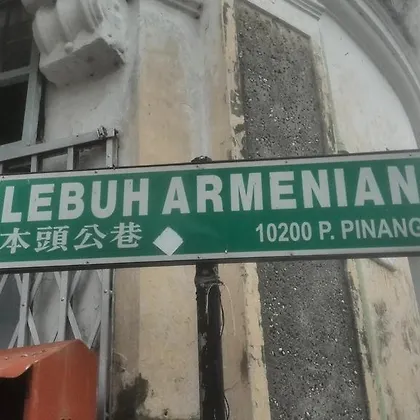 LEBUH ARMENIAN
本頭公巷 10200 P. PINANG